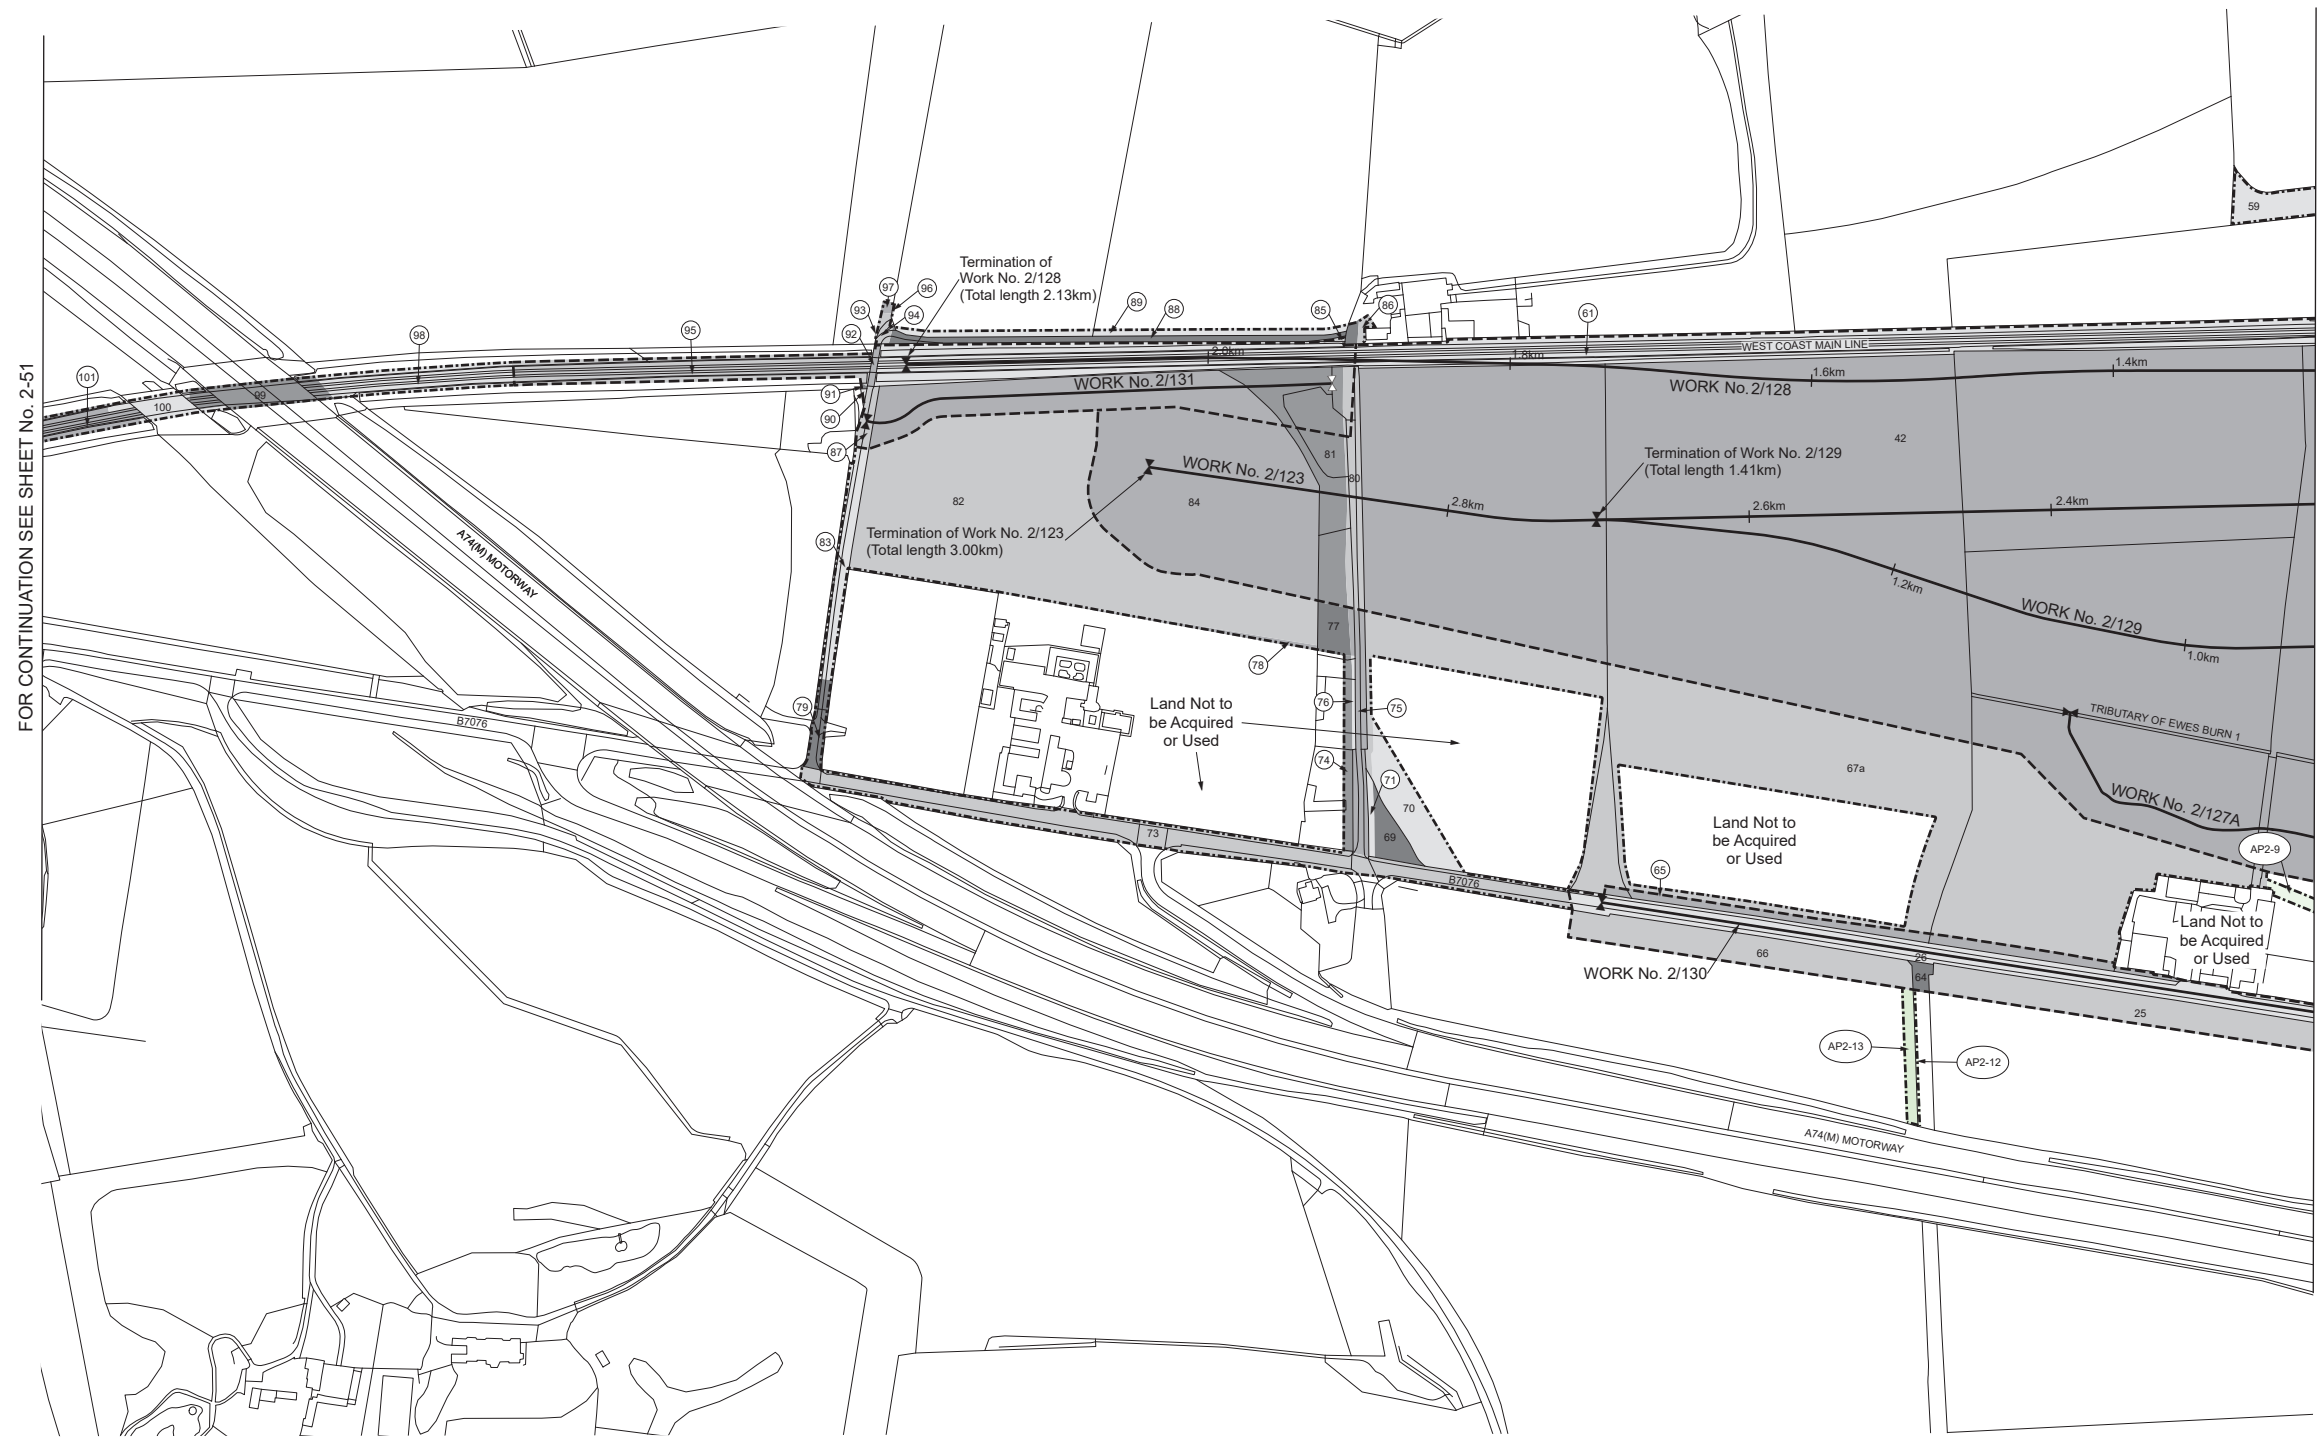 FOR CONTINUATION SEE SHEET No. 2-51
59
Termination of
Work No. 2/128
(Total length 2.13km)
97
96
93
94
92
89
88
85
86
61
98
95
101
100
99
91
90
87
WEST COAST MAIN LINE
2.0km
1.8km
1.6km
1.4km
WORK No. 2/131
WORK No. 2/128
42
81
80
82
84
WORK No. 2/123
2.8km
Termination of Work No. 2/129
(Total length 1.41km)
2.6km
2.4km
Termination of Work No. 2/123
(Total length 3.00km)
83
A74(M) MOTORWAY
1.2km
WORK No. 2/129
1.0km
77
78
76
75
79
Land Not to
be Acquired
or Used
TRIBUTARY OF EWES BURN 1
B7076
74
71
70
69
67a
WORK No. 2/127A
Land Not to
be Acquired
or Used
73
AP2-9
65
B7076
Land Not to
be Acquired
or Used
66
26
64
WORK No. 2/130
25
AP2-13
AP2-12
A74(M) MOTORWAY